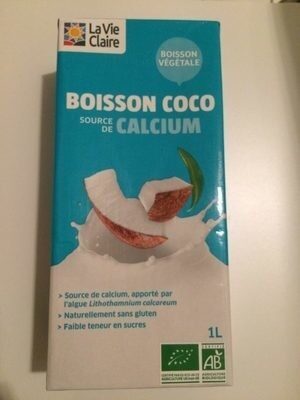 La Vie
Claire
BOISSON
VÉGÉTALE
BOISSON COCO
SOURCE
DE CALCIUM
> Source de calcium, apporté par
l'algue Lithothamnium calcareum
> Naturellement sans gluten
> Faible teneur en sucres
1L
AB
AGRICULTURE
BIOLOGIQUE